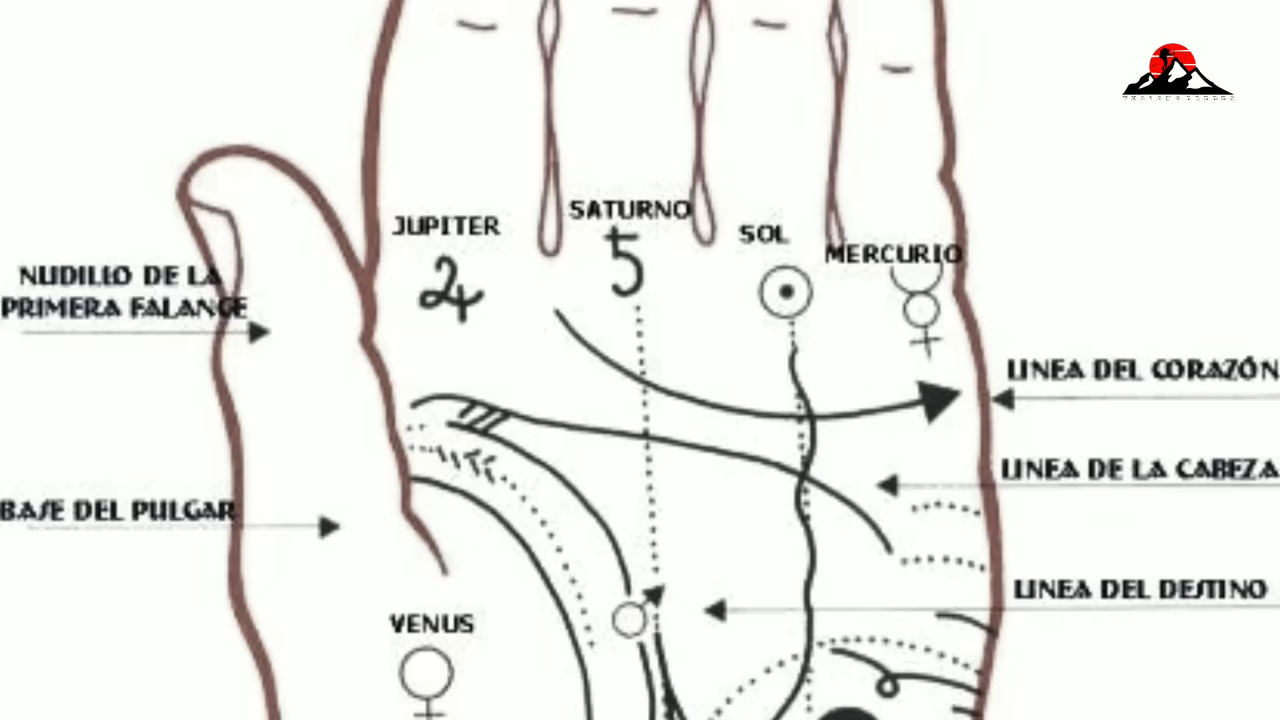 JUPITER
SATURNO
SOL
MERCURIO
NUDILLO DE LA
PRIMERA FALANGE
LINEA DEL CORAZÓN
LINEA DE LA CABEZA
BASE DEL PULGAR
LINEA DEL DESTINO
VENUS